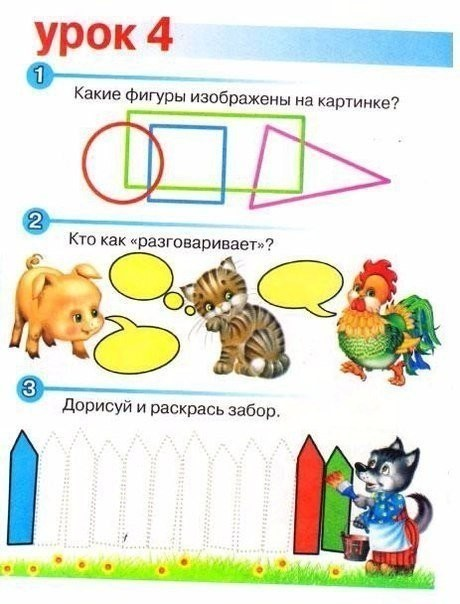 урок 4
1
Какие фигуры изображены на картинке?
2
Кто как «разговаривает»?
3
Дорисуй и раскрась забор.